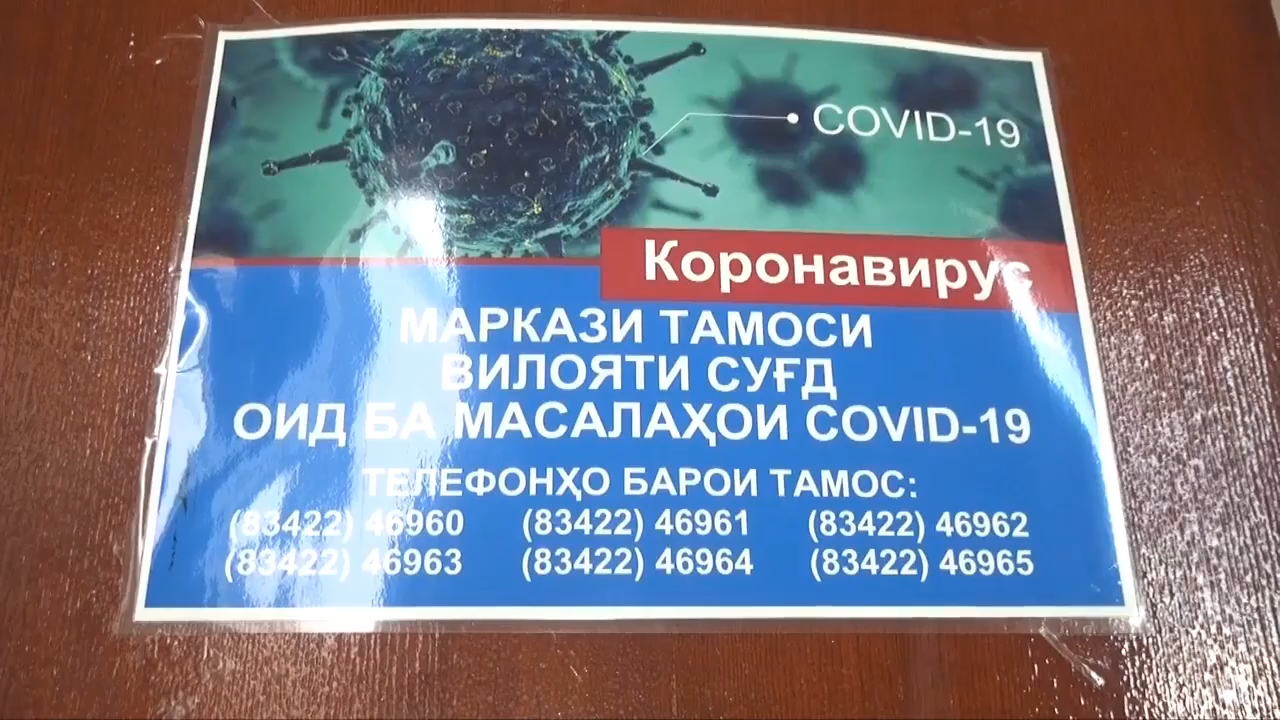 COVID-19
Коронавирус
МАРКАЗИ ТАМОСИ
ВИЛОЯТИ СУҒД
ОИД БА МАСАЛАҲОИ COVID-19
ТЕЛЕФОНҲО БАРОИ ТАМОС:
(83422) 46960 (83422) 46961 (83422) 46962
(83422) 46963 (83422) 46964 (83422) 46965